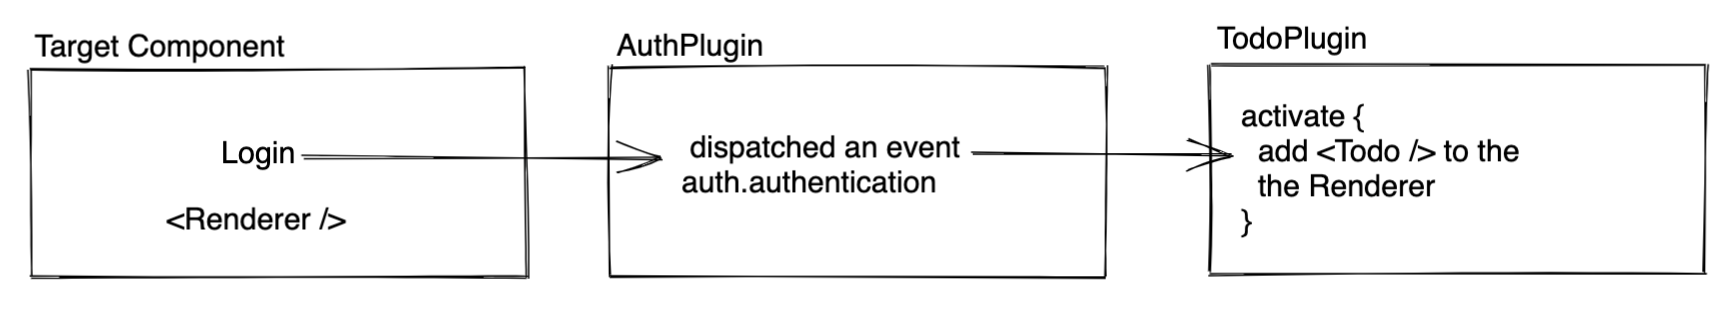 Target Component
Login
<Renderer />
AuthPlugin
dispatched an event
auth.authentication
TodoPlugin
activate {
add <Todo /> to the
the Renderer
}